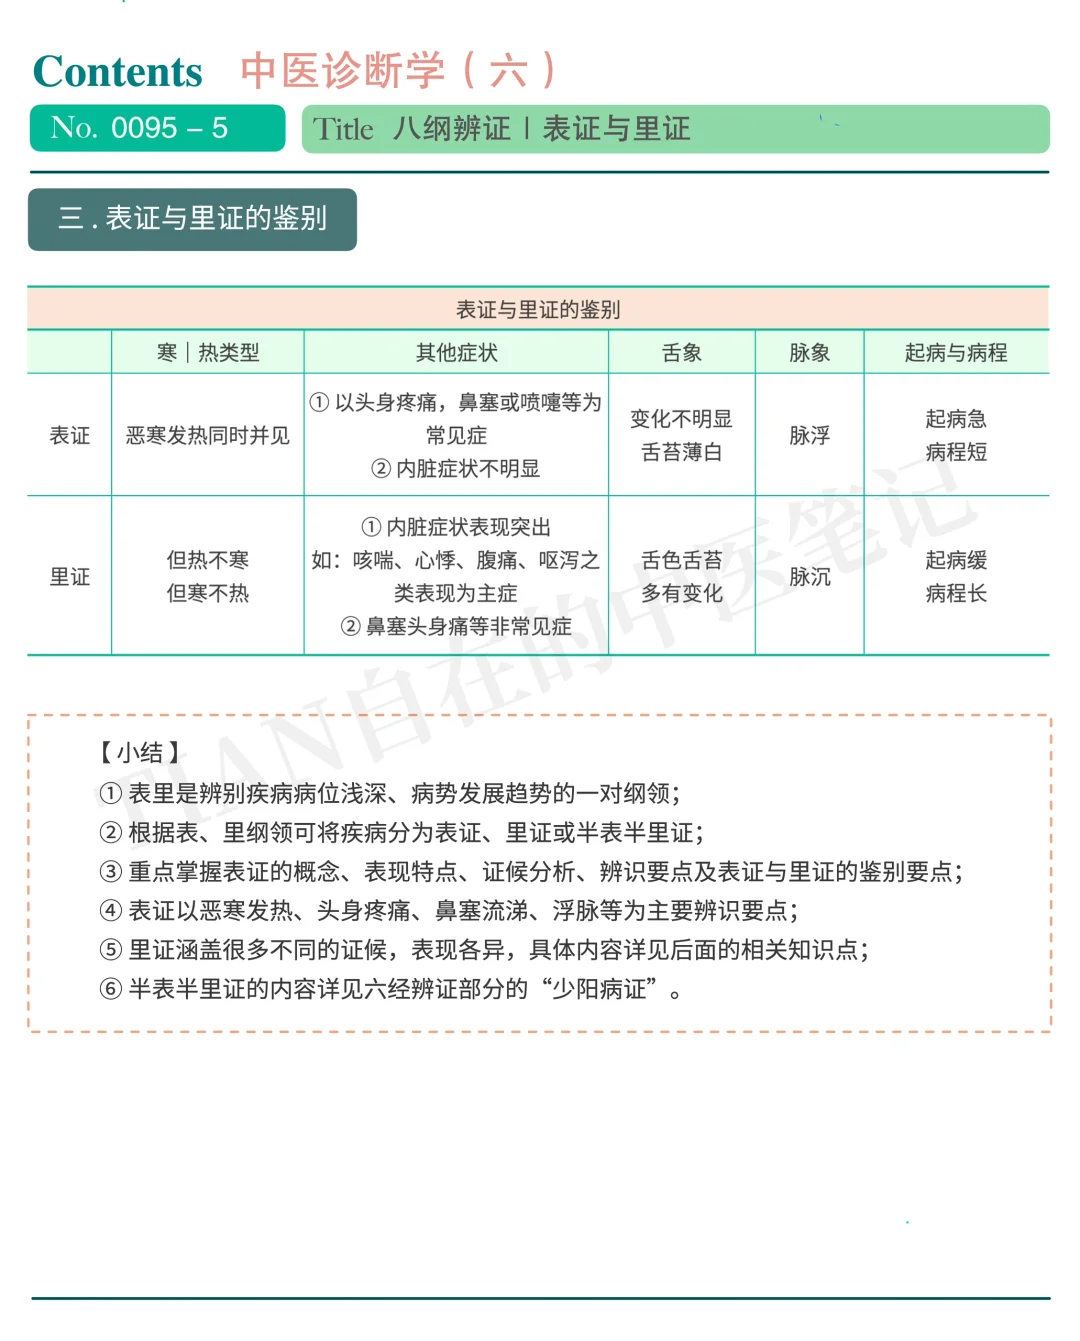 Contents 中医诊断学（六）
No. 0095 – 5
Title 八纲辨证 | 表证与里证
三 . 表证与里证的鉴别
表证与里证的鉴别
寒｜热类型 其他症状 舌象 脉象 起病与病程
表证
恶寒发热同时并见
① 以头身疼痛，鼻塞或喷嚏等为
常见症
② 内脏症状不明显
变化不明显
舌苔薄白
脉浮
起病急
病程短
里证
但热不寒
但寒不热
① 内脏症状表现突出
如：咳喘、心悸、腹痛、呕泻之
类表现为主症
② 鼻塞头身痛等非常见症
舌色舌苔
多有变化
脉沉
起病缓
病程长
【 小结 】
① 表里是辨别疾病病位浅深、病势发展趋势的一对纲领；
② 根据表、里纲领可将疾病分为表证、里证或半表半里证；
③ 重点掌握表证的概念、表现特点、证候分析、辨识要点及表证与里证的鉴别要点；
④ 表证以恶寒发热、头身疼痛、鼻塞流涕、浮脉等为主要辨识要点；
⑤ 里证涵盖很多不同的证候，表现各异，具体内容详见后面的相关知识点；
⑥ 半表半里证的内容详见六经辨证部分的“少阳病证”。
TIAN自在的中医笔记